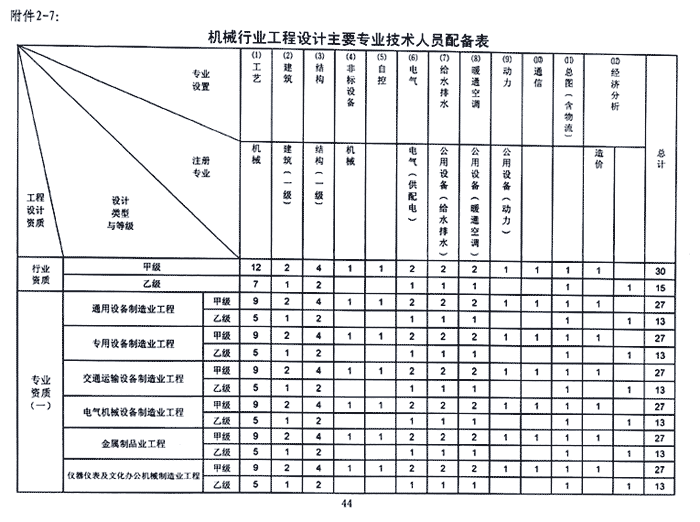 附件2-7:
机械行业工程设计主要专业技术人员配备表
专业设置 (1)工艺 (2)建筑 (3)结构 (4)非标设备 (5)自控 (6)电气 (7)给水排水 (8)暖通空调 (9)动力 (10)通信 (11)总图(含物流) (12)经济分析 总计
注册专业 机械 建筑(一级) 结构(一级) 机械 电气(供配电) 公用设备(给水排水) 公用设备(暖通空调) 公用设备(动力) 造价
工程设计资质 设计类型与等级
行业资质 甲级 12 2 4 1 1 2 2 2 1 1 1 1 30
乙级 7 1 2 1 1 1 1 1 15
专业资质(一) 通用设备制造业工程 甲级 9 2 4 1 1 2 2 2 1 1 1 1 27
乙级 5 1 2 1 1 1 1 1 13
专用设备制造业工程 甲级 9 2 4 1 1 2 2 2 1 1 1 1 27
乙级 5 1 2 1 1 1 1 1 13
交通运输设备制造业工程 甲级 9 2 4 1 1 2 2 2 1 1 1 1 27
乙级 5 1 2 1 1 1 1 1 13
电气机械设备制造业工程 甲级 9 2 4 1 1 2 2 2 1 1 1 1 27
乙级 5 1 2 1 1 1 1 1 13
金属制品业工程 甲级 9 2 4 1 1 2 2 2 1 1 1 1 27
乙级 5 1 2 1 1 1 1 1 13
仪器仪表及文化办公机械制造业工程 甲级 9 2 4 1 1 2 2 2 1 1 1 1 27
乙级 5 1 2 1 1 1 1 1 13
44